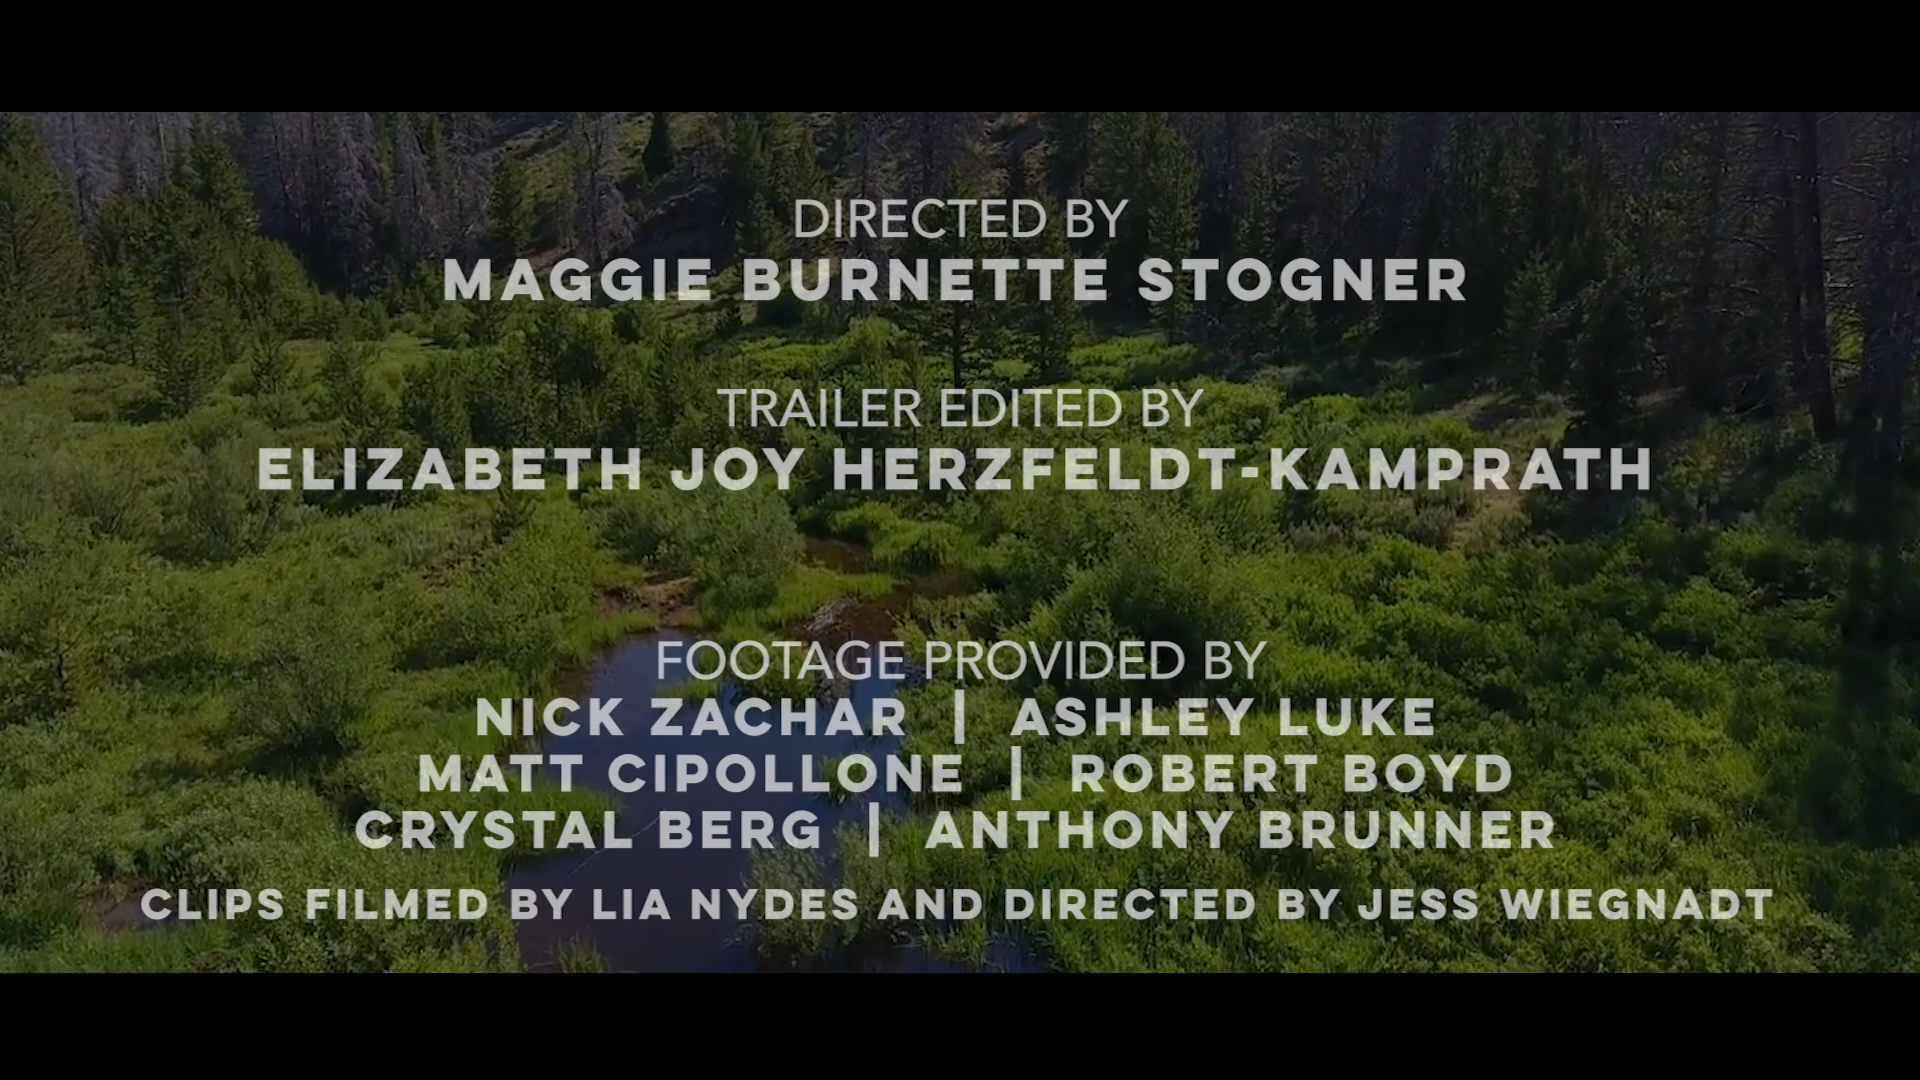 DIRECTED BY
MAGGIE BURNETTE STOGNER
TRAILER EDITED BY
ELIZABETH JOY HERZFELDT-KAMPRATH
FOOTAGE PROVIDED BY
NICK ZACHAR | ASHLEY LUKE
MATT CIPOLLONE | ROBERT BOYD
CRYSTAL BERG | ANTHONY BRUNNER
CLIPS FILMED BY LIA NYDES AND DIRECTED BY JESS WIEGNADT